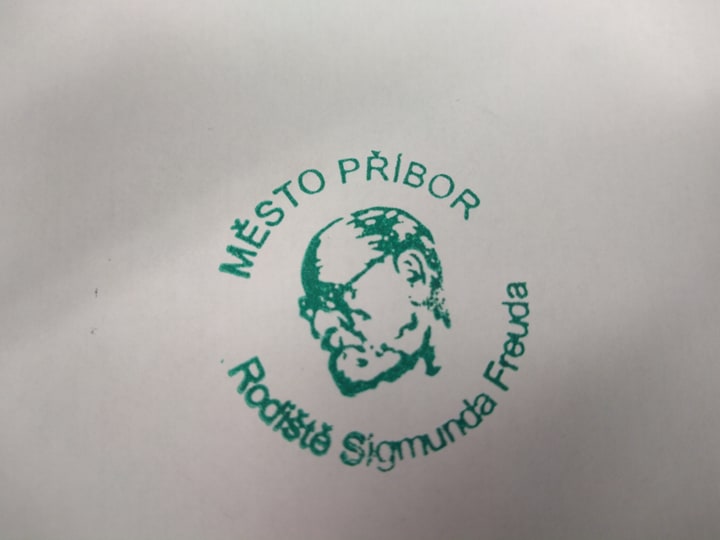 MĚSTO PŘÍBOR
Rodiště Sigmunda Freuda